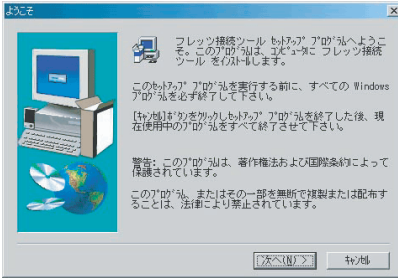 ようこそ
フレッツ接続ツール ｾｯﾄｱｯﾌﾟ ﾌﾟﾛｸﾞﾗﾑへようこ
そ。このﾌﾟﾛｸﾞﾗﾑは、ｺﾝﾋﾟｭｰﾀに フレッツ接続
ツール をｲﾝｽﾄｰﾙします。
このｾｯﾄｱｯﾌﾟ ﾌﾟﾛｸﾞﾗﾑを実行する前に、すべての Windows
ﾌﾟﾛｸﾞﾗﾑを必ず終了して下さい。
[ｷｬﾝｾﾙ]ﾎﾞﾀﾝをｸﾘｯｸしｾｯﾄｱｯﾌﾟ ﾌﾟﾛｸﾞﾗﾑを終了した後、現
在使用中のﾌﾟﾛｸﾞﾗﾑをすべて終了させて下さい。
警告: このﾌﾟﾛｸﾞﾗﾑは、著作権法および国際条約によって
保護されています。
このﾌﾟﾛｸﾞﾗﾑ、またはその一部を無断で複製または配布す
ることは、法律により禁止されています。
次へ(N) >
ｷｬﾝｾﾙ